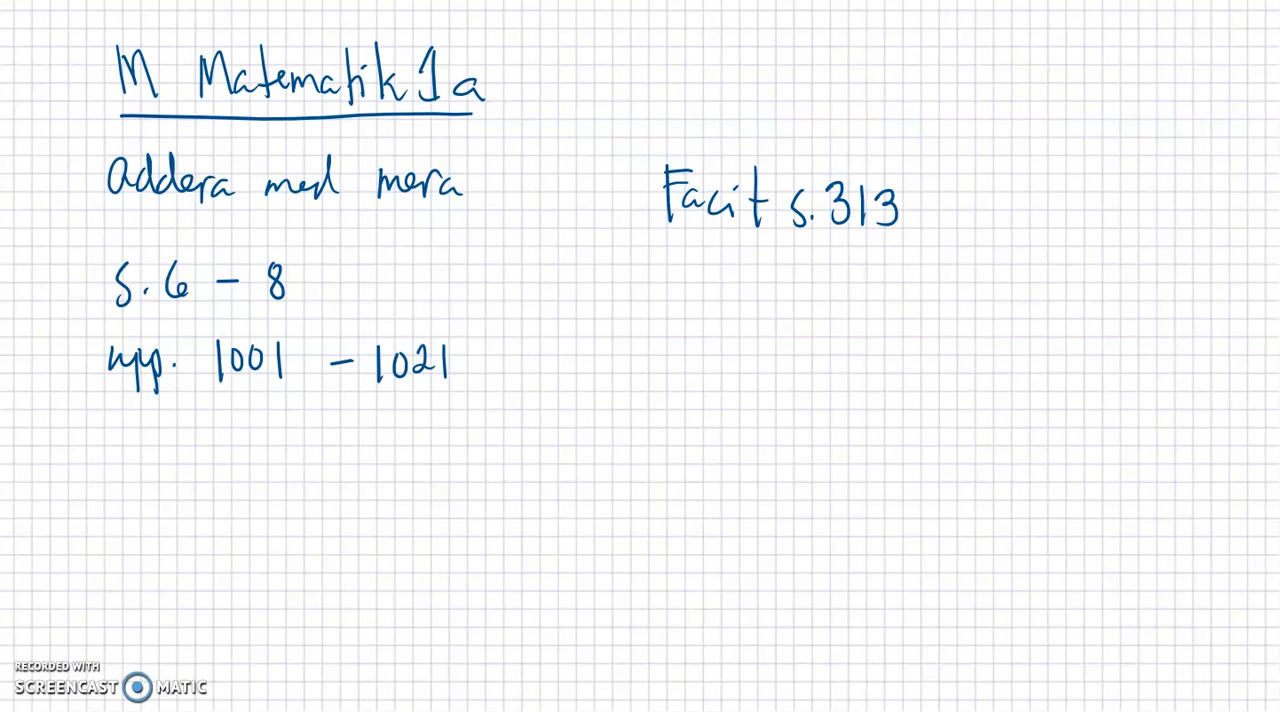 M Matematik 1a
Addera med mera
Facit s. 313
s. 6 - 8
upp. 1001 - 1021
RECORDED WITH
SCREENCAST MATIC